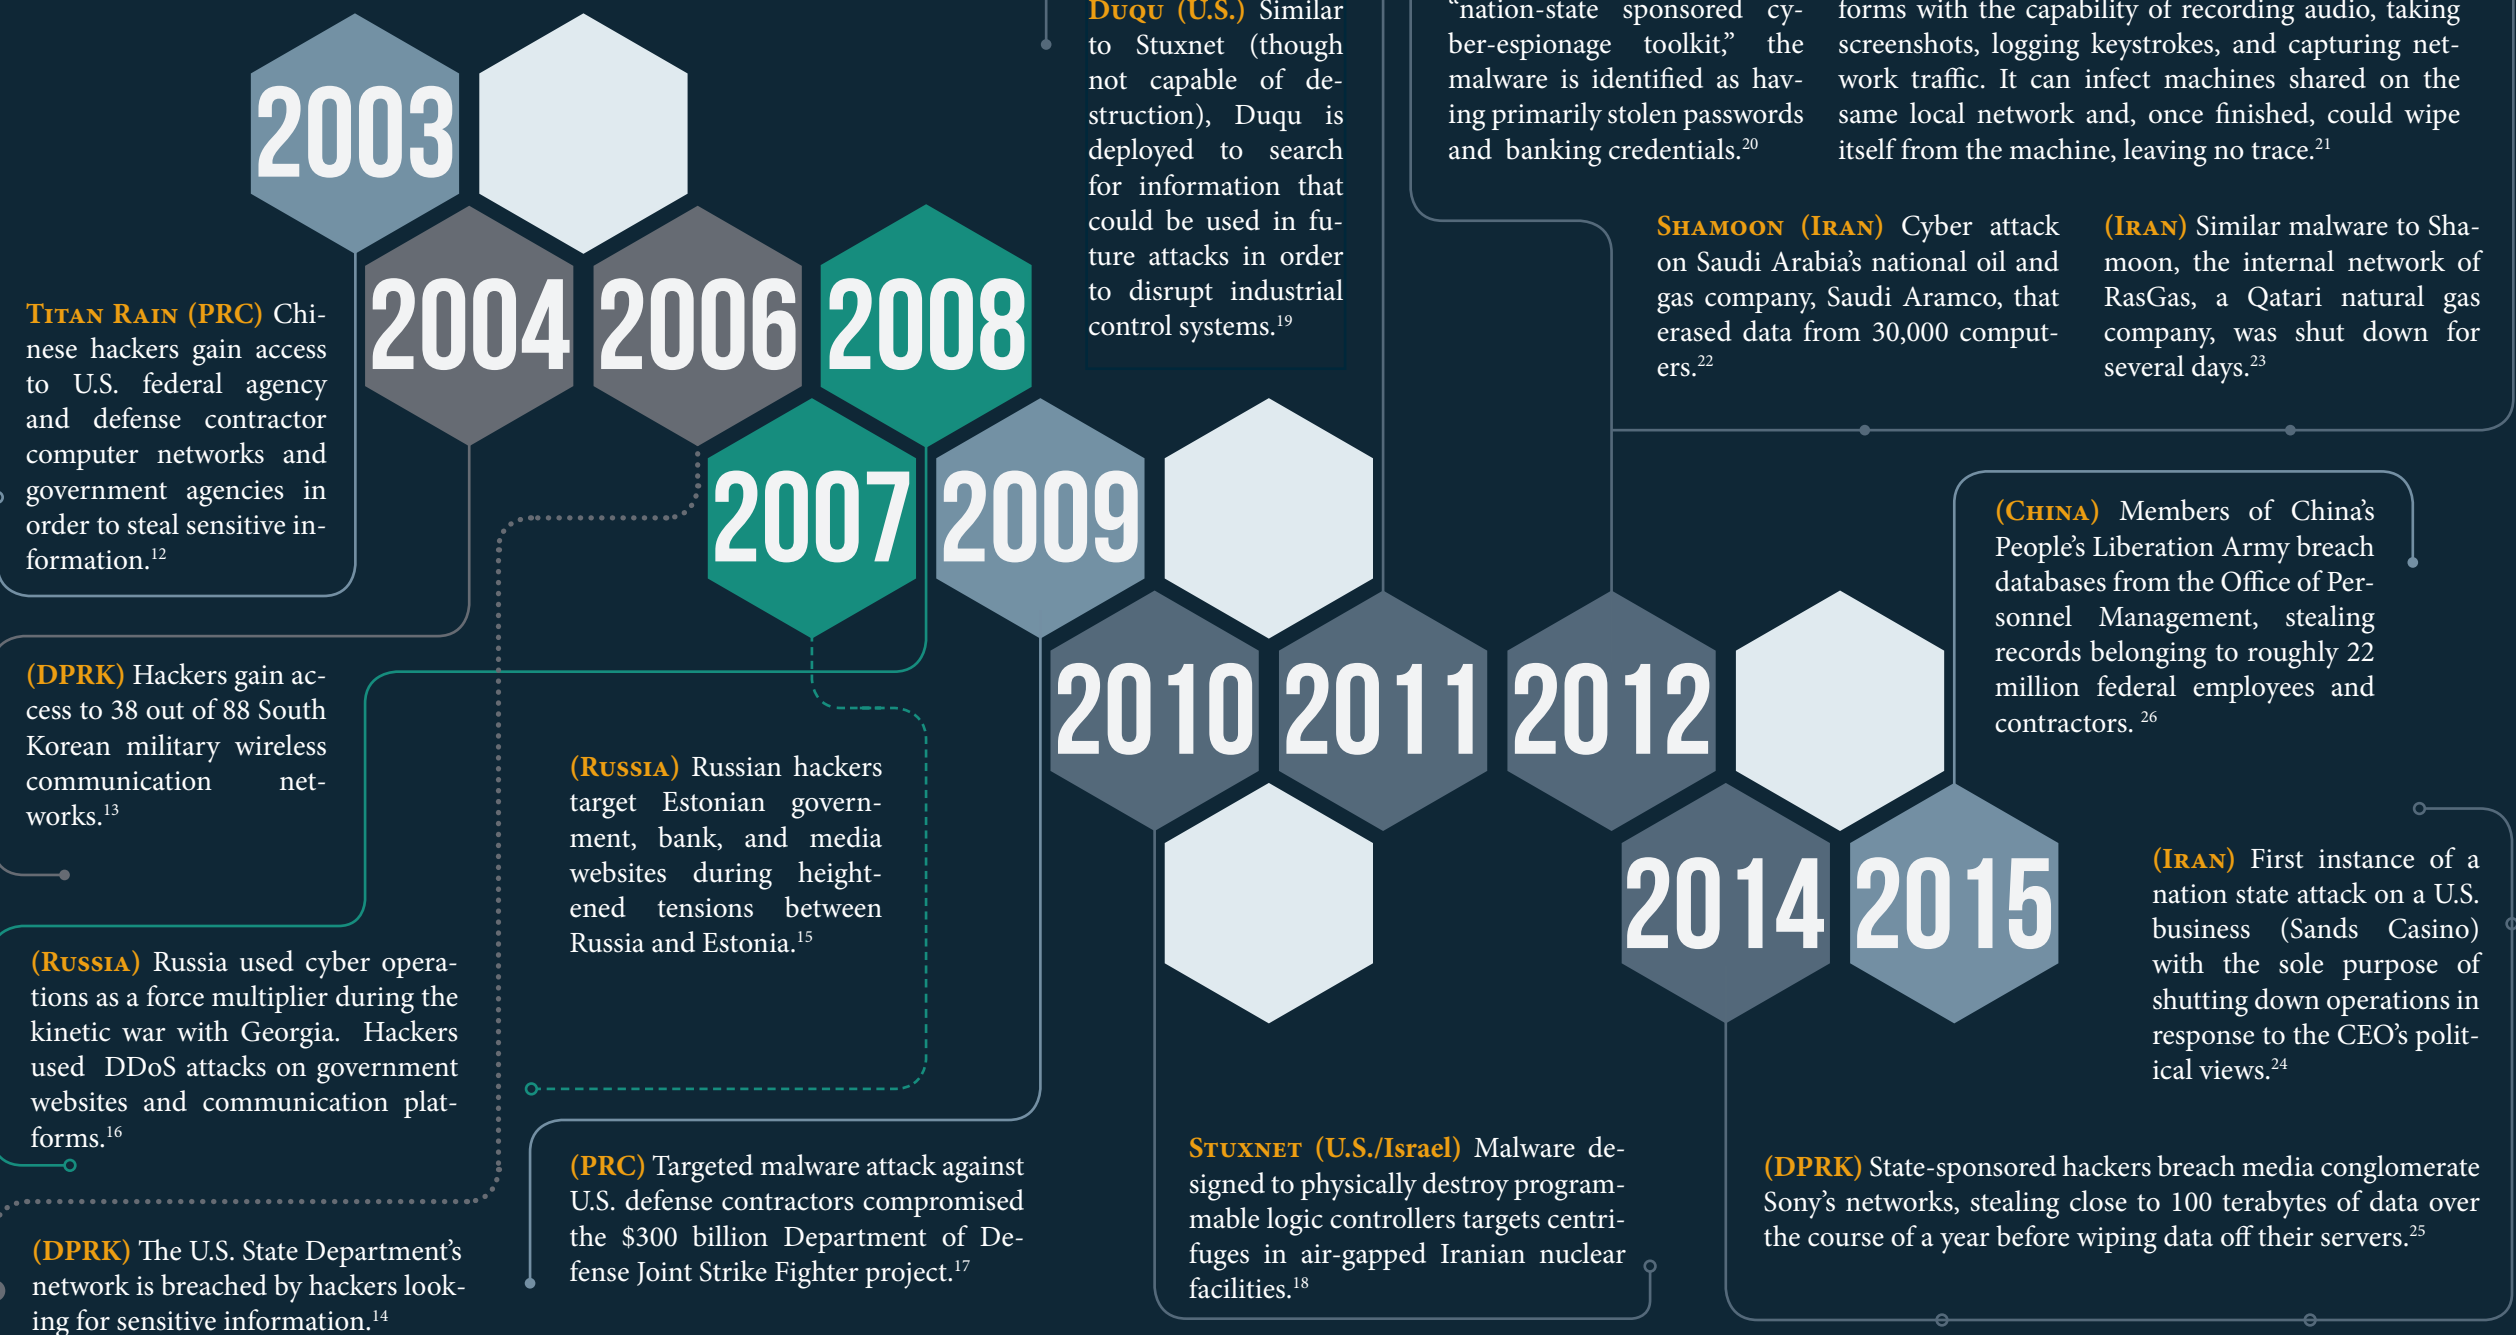 2003
2004
2006
2008
2007
2009
2010
2011
2012
2014
2015
TITAN RAIN (PRC) Chi-
nese hackers gain access
to U.S. federal agency
and defense contractor
computer networks and
government agencies in
order to steal sensitive in-
formation.12
(DPRK) Hackers gain ac-
cess to 38 out of 88 South
Korean military wireless
communication net-
works.13
(RUSSIA) Russia used cyber opera-
tions as a force multiplier during the
kinetic war with Georgia. Hackers
used DDoS attacks on government
websites and communication plat-
forms.16
(DPRK) The U.S. State Department's
network is breached by hackers look-
ing for sensitive information.14
(RUSSIA) Russian hackers
target Estonian govern-
ment, bank, and media
websites during height-
ened tensions between
Russia and Estonia.15
(PRC) Targeted malware attack against
U.S. defense contractors compromised
the $300 billion Department of De-
fense Joint Strike Fighter project.17
DUQU (U.S.) Similar
to Stuxnet (though
not capable of de-
struction), Duqu is
deployed to search
for information that
could be used in fu-
ture attacks in order
to disrupt industrial
control systems.19
"nation-state sponsored cy-
ber-espionage toolkit," the
malware is identified as hav-
ing primarily stolen passwords
and banking credentials.20
forms with the capability of recording audio, taking
screenshots, logging keystrokes, and capturing net-
work traffic. It can infect machines shared on the
same local network and, once finished, could wipe
itself from the machine, leaving no trace.21
SHAMOON (IRAN) Cyber attack
on Saudi Arabia's national oil and
gas company, Saudi Aramco, that
erased data from 30,000 comput-
ers.22
(IRAN) Similar malware to Sha-
moon, the internal network of
RasGas, a Qatari natural gas
company, was shut down for
several days.23
(CHINA) Members of China's
People's Liberation Army breach
databases from the Office of Per-
sonnel Management, stealing
records belonging to roughly 22
million federal employees and
contractors. 26
(IRAN) First instance of a
nation state attack on a U.S.
business (Sands Casino)
with the sole purpose of
shutting down operations in
response to the CEO's polit-
ical views.24
STUXNET (U.S./Israel) Malware de-
signed to physically destroy program-
mable logic controllers targets centri-
fuges in air-gapped Iranian nuclear
facilities.18
(DPRK) State-sponsored hackers breach media conglomerate
Sony's networks, stealing close to 100 terabytes of data over
the course of a year before wiping data off their servers.25